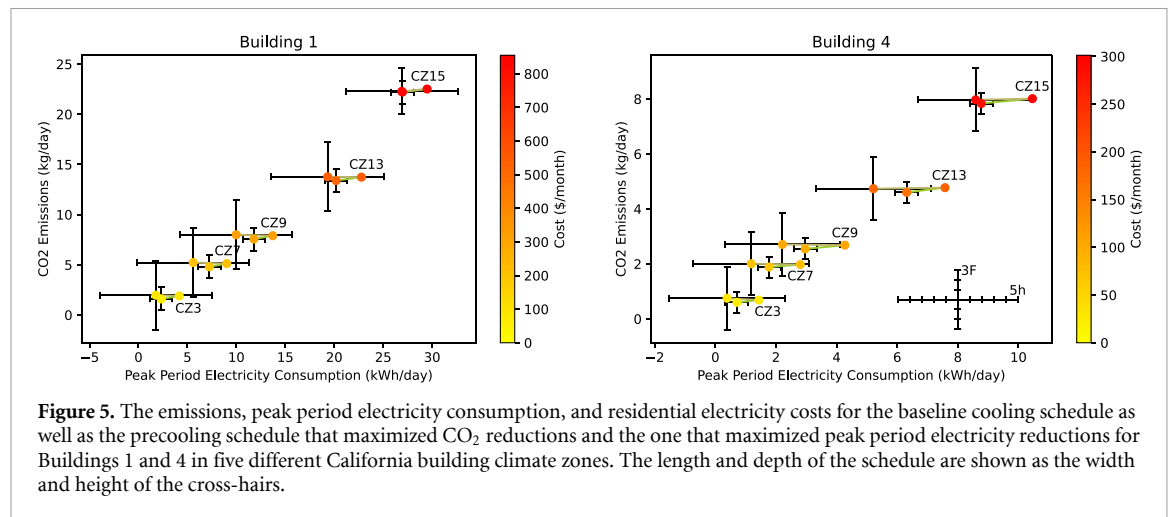 Building 1
CO2 Emissions (kg/day)
25
20
15
10
5
0
−5
0
5
10
15
20
25
30
Peak Period Electricity Consumption (kWh/day)
CZ15
CZ13
CZ9
CZ7
CZ3
800
700
600
500
400
300
200
100
0
Cost ($/month)
Building 4
CO2 Emissions (kg/day)
8
6
4
2
0
−2
0
2
4
6
8
10
Peak Period Electricity Consumption (kWh/day)
CZ15
CZ13
CZ9
CZ7
CZ3
3F
5h
300
250
200
150
100
50
0
Cost ($/month)
Figure 5. The emissions, peak period electricity consumption, and residential electricity costs for the baseline cooling schedule as
well as the precooling schedule that maximized CO₂ reductions and the one that maximized peak period electricity reductions for
Buildings 1 and 4 in five different California building climate zones. The length and depth of the schedule are shown as the width
and height of the cross-hairs.